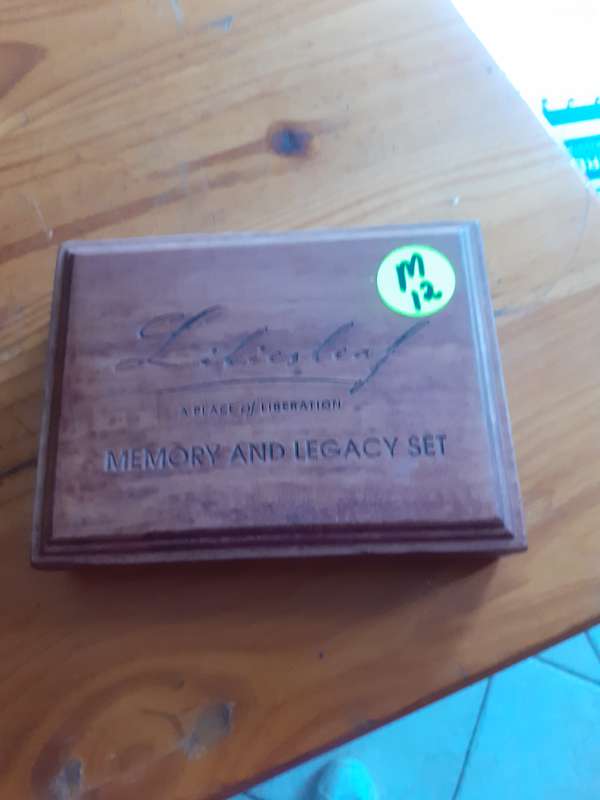 M
12
Liliesleaf
A PLACE of LIBERATION
MEMORY AND LEGACY SET